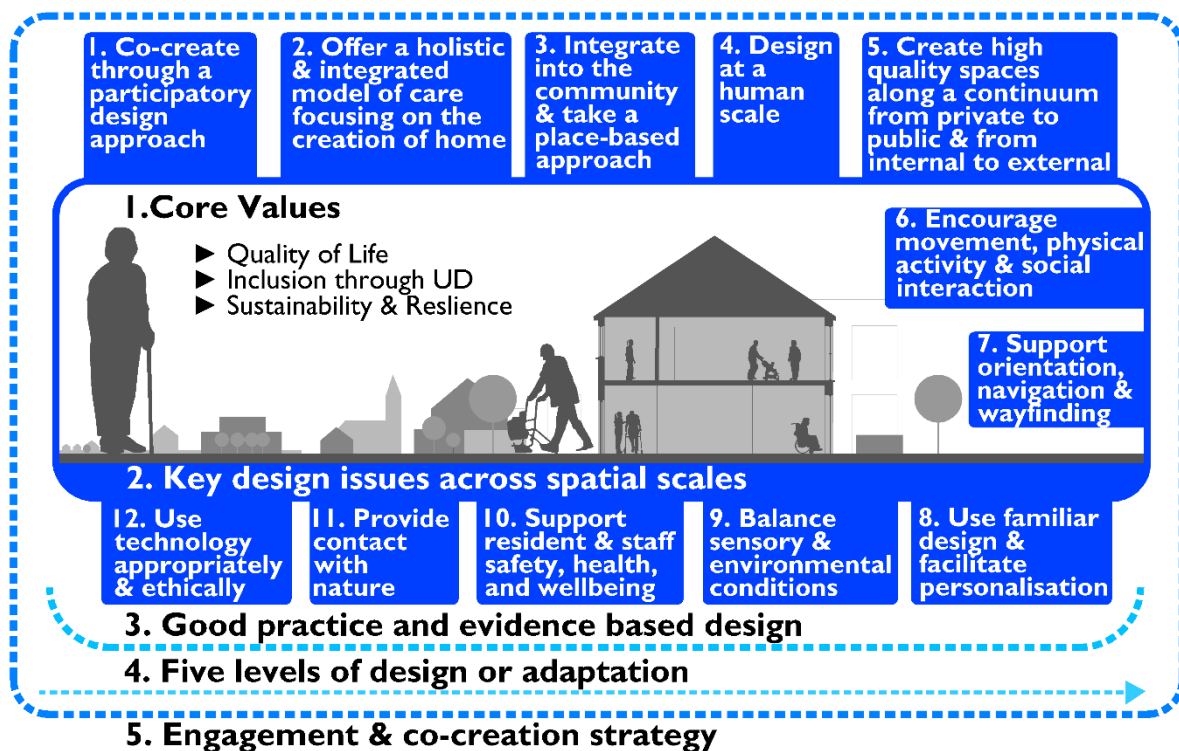 1. Co-create
through a
participatory
design
approach
2. Offer a holistic
& integrated
model of care
focusing on the
creation of home
3. Integrate
into the
community
& take a
place-based
approach
4. Design
at a
human
scale
5. Create high
quality spaces
along a continuum
from private to
public & from
internal to external
1.Core Values
► Quality of Life
► Inclusion through UD
► Sustainability & Reslience
6. Encourage
movement, physical
activity & social
interaction
7. Support
orientation,
navigation &
wayfinding
2. Key design issues across spatial scales
12. Use
technology
appropriately
& ethically
11. Provide
contact
with
nature
10. Support
resident & staff
safety, health,
and wellbeing
9. Balance
sensory &
environmental
conditions
8. Use familiar
design &
facilitate
personalisation
3. Good practice and evidence based design
4. Five levels of design or adaptation
5. Engagement & co-creation strategy